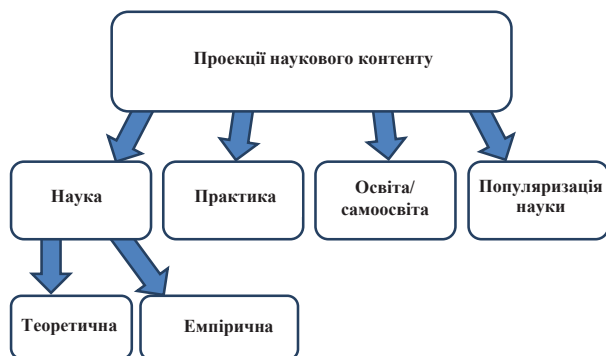 Проекції наукового контенту
Наука
Практика
Освіта/
самоосвіта
Популяризація
науки
Теоретична
Емпірична